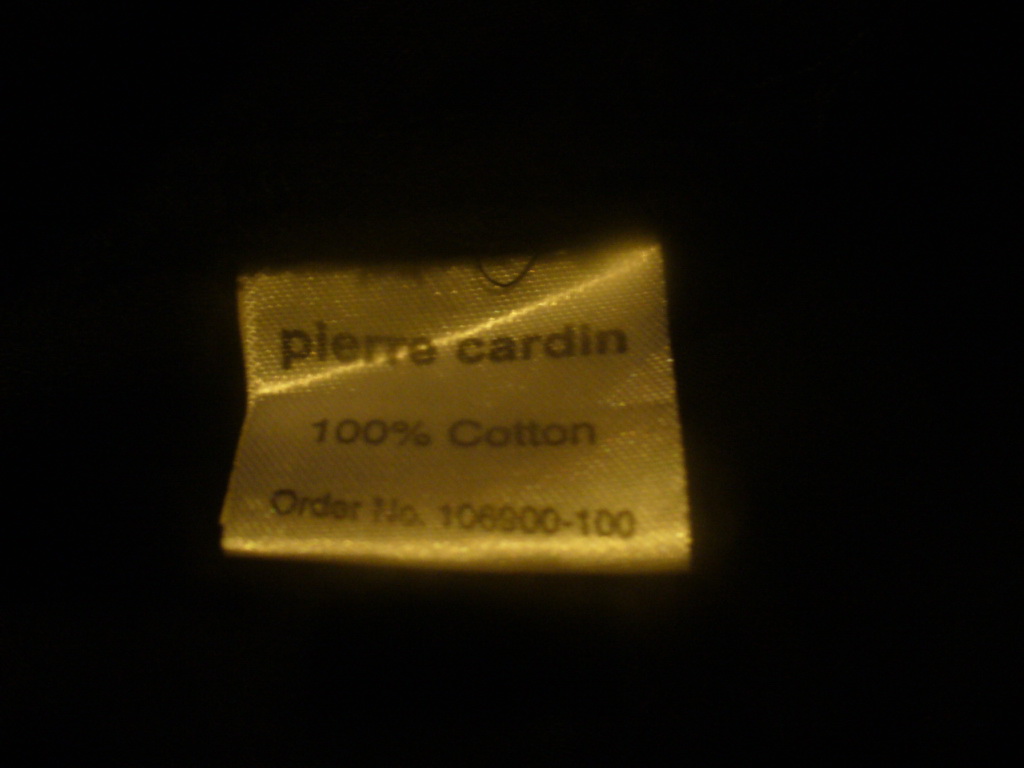 pierre cardin
100% Cotton
Order No. 106900-100